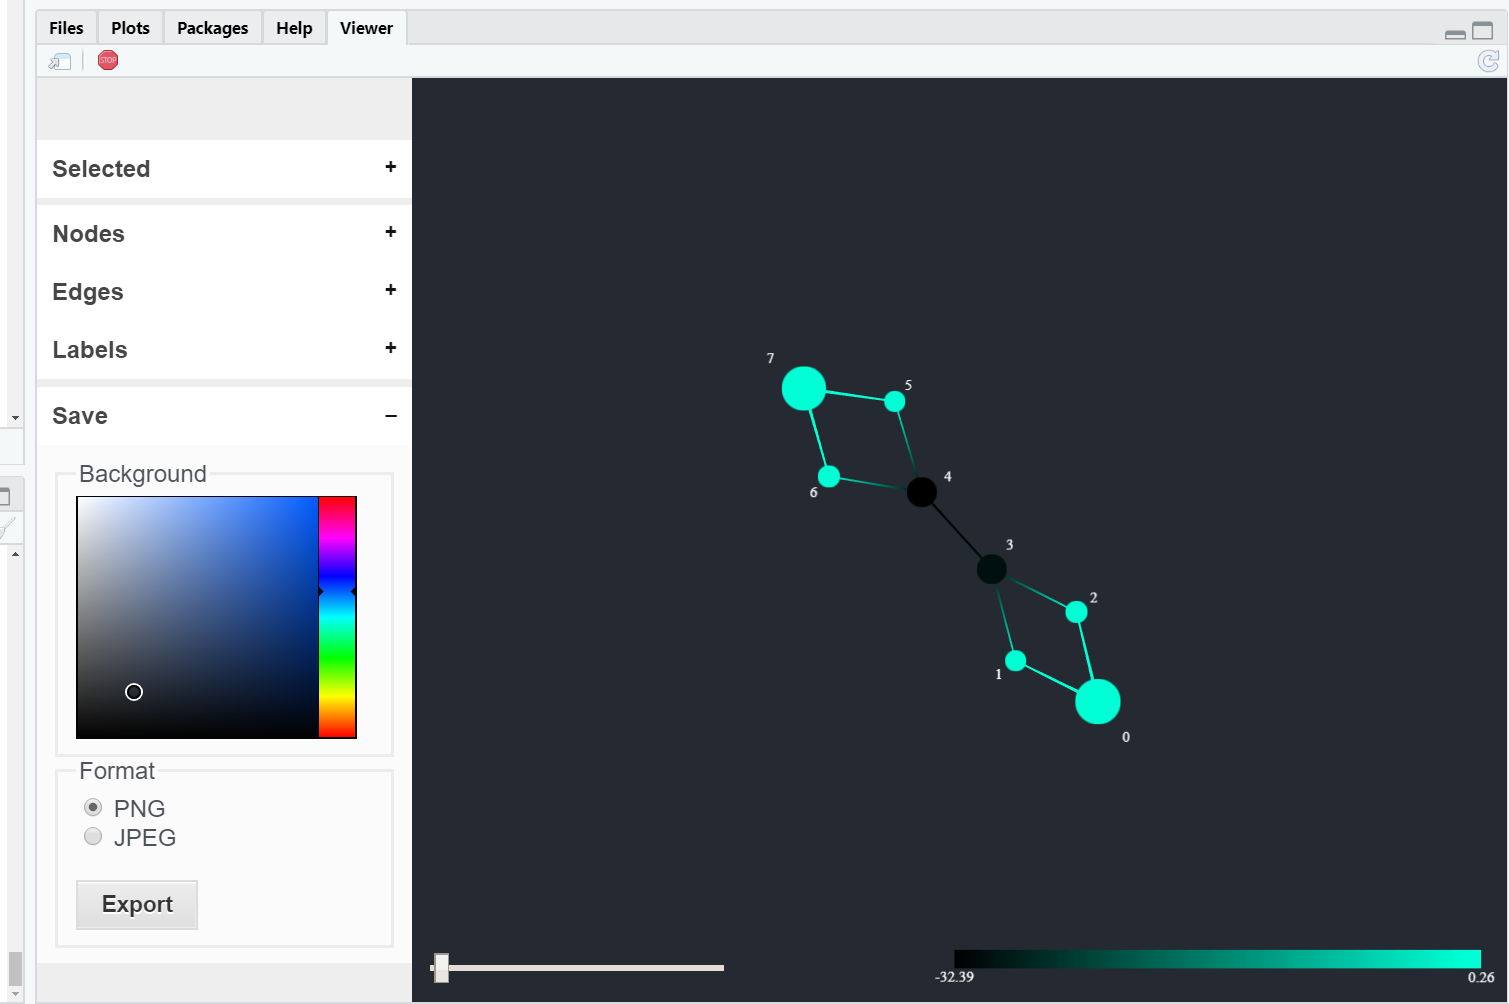 Files Plots Packages Help Viewer
STOP
Selected +
Nodes +
Edges +
Labels +
Save –
Background
Format
PNG
JPEG
Export
7
5
6
4
3
2
1
0
-32.39 0.26